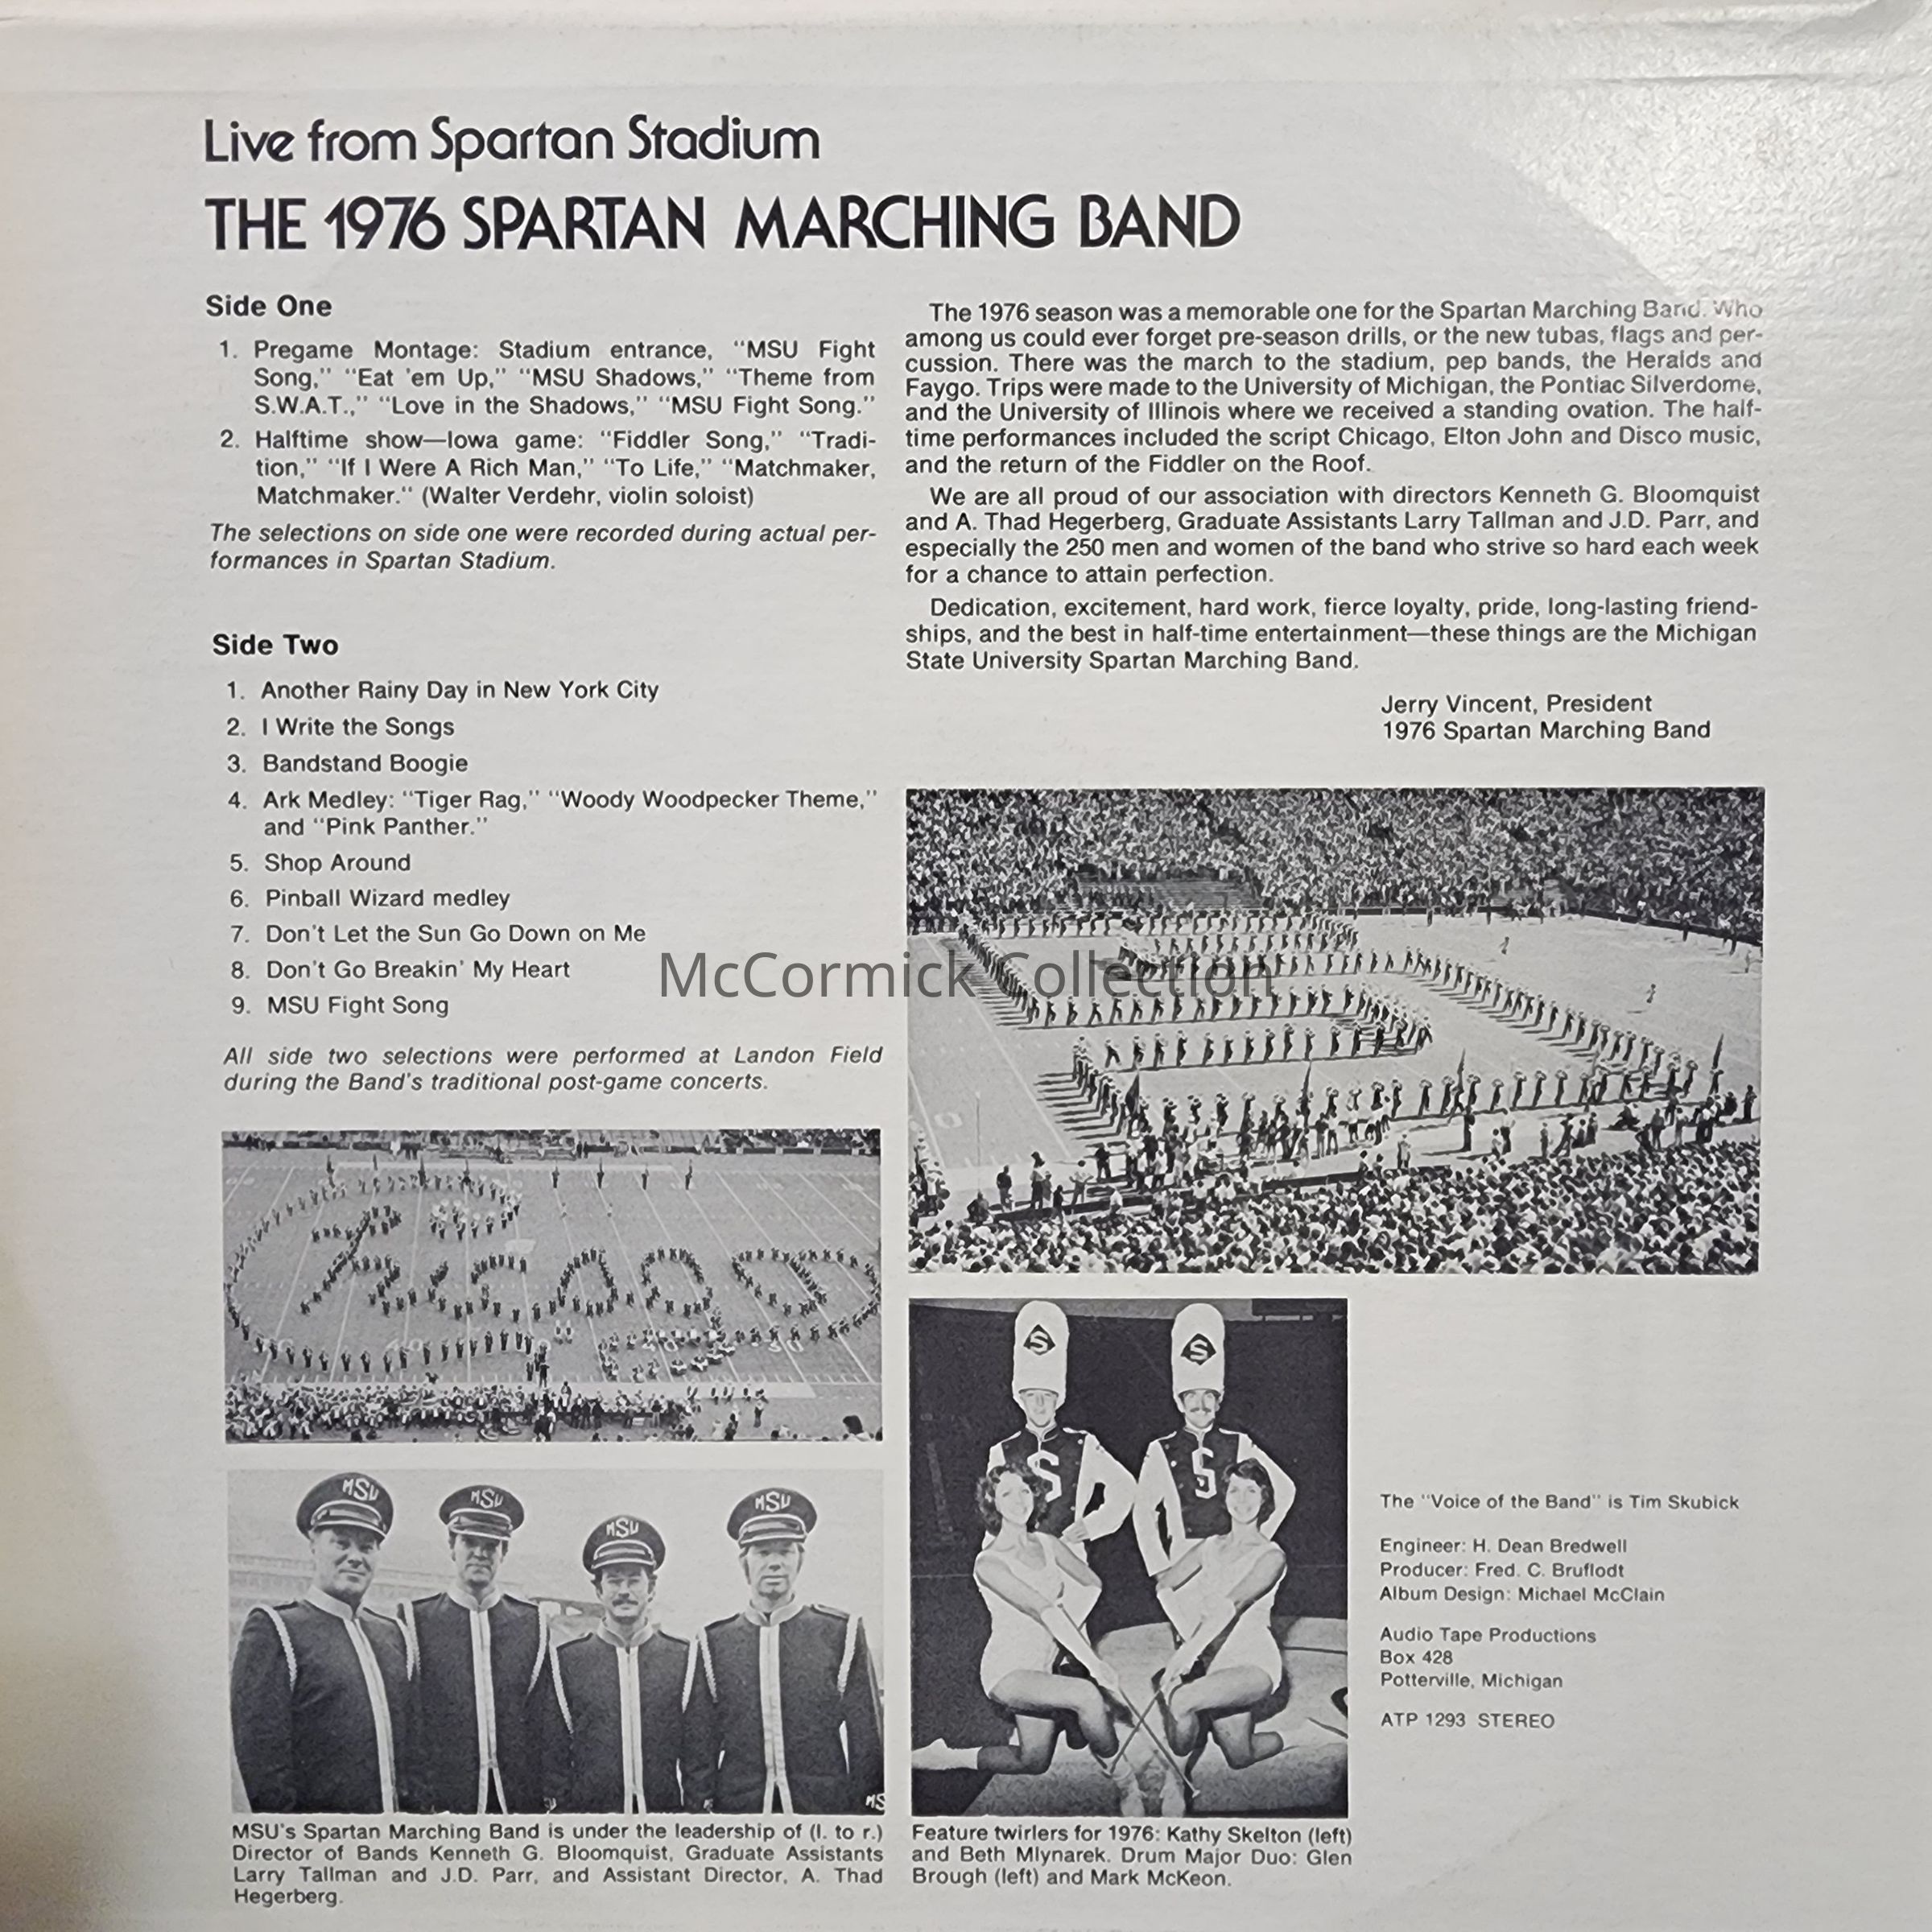 Live from Spartan Stadium
THE 1976 SPARTAN MARCHING BAND
Side One
1. Pregame Montage: Stadium entrance, “MSU Fight
Song,” “Eat 'em Up,” “MSU Shadows,” “Theme from
S.W.A.T.,” “Love in the Shadows,” “MSU Fight Song.”
2. Halftime show—Iowa game: “Fiddler Song,” “Tradi-
tion,” “If I Were A Rich Man,” “To Life,” “Matchmaker,
Matchmaker.” (Walter Verdehr, violin soloist)
The selections on side one were recorded during actual per-
formances in Spartan Stadium.
Side Two
1. Another Rainy Day in New York City
2. I Write the Songs
3. Bandstand Boogie
4. Ark Medley: “Tiger Rag,” “Woody Woodpecker Theme,”
and “Pink Panther.”
5. Shop Around
6. Pinball Wizard medley
7. Don't Let the Sun Go Down on Me
8. Don't Go Breakin' My Heart
9. MSU Fight Song
All side two selections were performed at Landon Field
during the Band's traditional post-game concerts.
The 1976 season was a memorable one for the Spartan Marching Band. Who
among us could ever forget pre-season drills, or the new tubas, flags and per-
cussion. There was the march to the stadium, pep bands, the Heralds and
Faygo. Trips were made to the University of Michigan, the Pontiac Silverdome,
and the University of Illinois where we received a standing ovation. The half-
time performances included the script Chicago, Elton John and Disco music,
and the return of the Fiddler on the Roof.
We are all proud of our association with directors Kenneth G. Bloomquist
and A. Thad Hegerberg, Graduate Assistants Larry Tallman and J.D. Parr, and
especially the 250 men and women of the band who strive so hard each week
for a chance to attain perfection.
Dedication, excitement, hard work, fierce loyalty, pride, long-lasting friend-
ships, and the best in half-time entertainment—these things are the Michigan
State University Spartan Marching Band.
Jerry Vincent, President
1976 Spartan Marching Band
McCormick Collection
S
S
S
S
MSU
MSU
MSU
MSU
MS
The “Voice of the Band” is Tim Skubick
Engineer: H. Dean Bredwell
Producer: Fred. C. Bruflodt
Album Design: Michael McClain
Audio Tape Productions
Box 428
Potterville, Michigan
ATP 1293 STEREO
MSU's Spartan Marching Band is under the leadership of (l. to r.)
Director of Bands Kenneth G. Bloomquist, Graduate Assistants
Larry Tallman and J.D. Parr, and Assistant Director, A. Thad
Hegerberg.
Feature twirlers for 1976: Kathy Skelton (left)
and Beth Mlynarek. Drum Major Duo: Glen
Brough (left) and Mark McKeon.